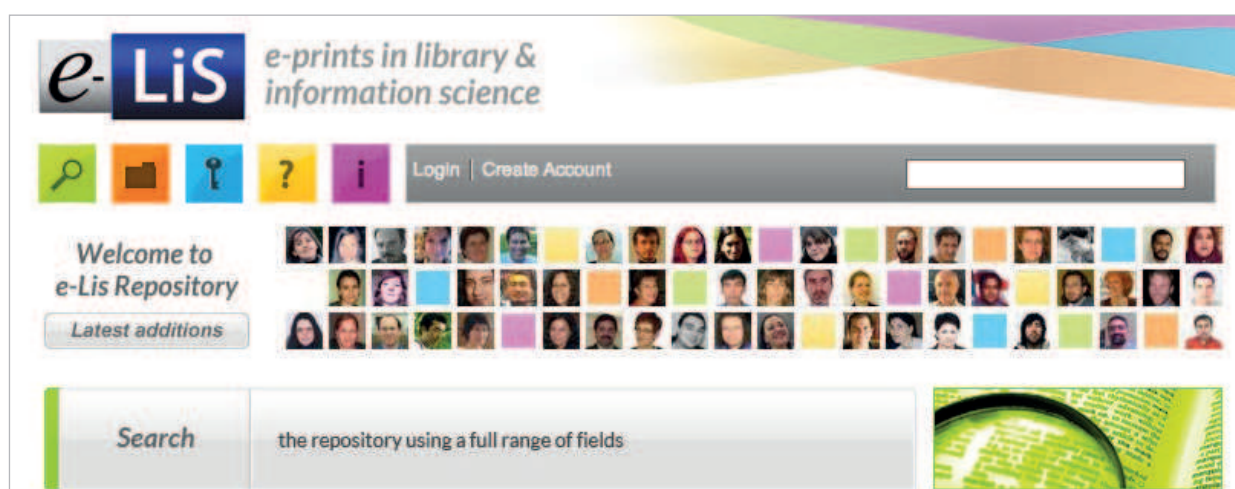 e-LiS
e-prints in library &
information science
?
i
Login | Create Account
Welcome to
e-Lis Repository
Latest additions
Search
the repository using a full range of fields